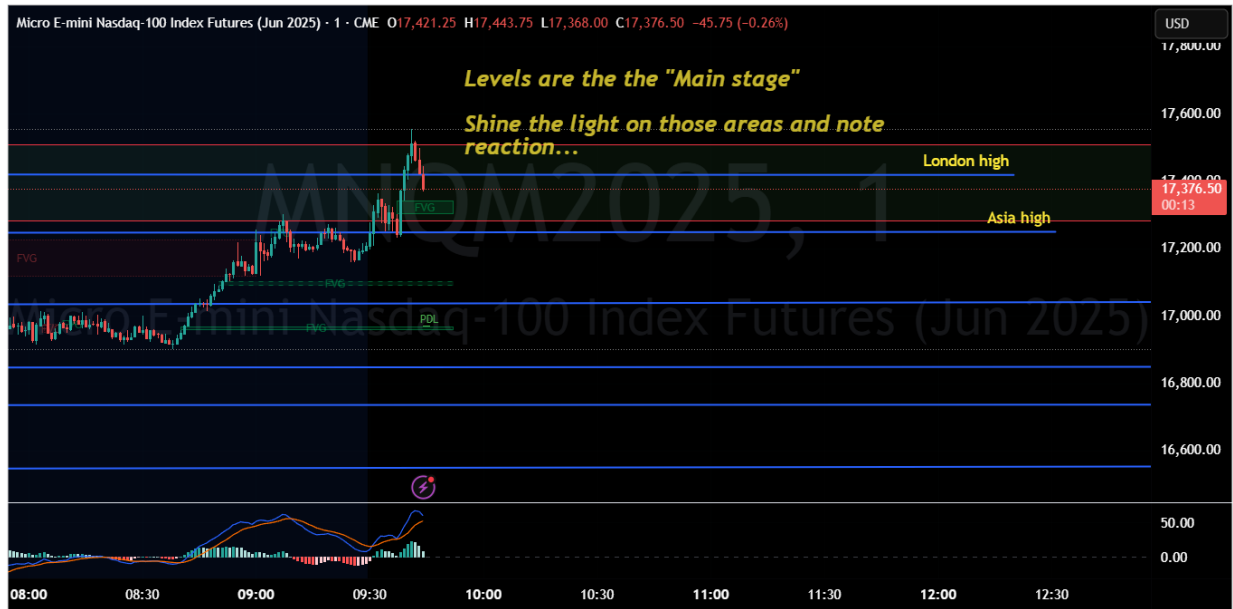 Micro E-mini Nasdaq-100 Index Futures (Jun 2025) · 1 · CME O17,421.25 H17,443.75 L17,368.00 C17,376.50 −45.75 (−0.26%)
USD
17,800.00
Levels are the the "Main stage"
17,600.00
Shine the light on those areas and note
reaction...
London high
17,400.00
17,376.50
00:13
MNQM2025, 1
FVG
Asia high
17,200.00
FVG
FVG
Micro E-mini Nasdaq-100 Index Futures (Jun 2025)
PDL
17,000.00
FVG
16,800.00
16,600.00
50.00
0.00
08:00 08:30 09:00 09:30 10:00 10:30 11:00 11:30 12:00 12:30